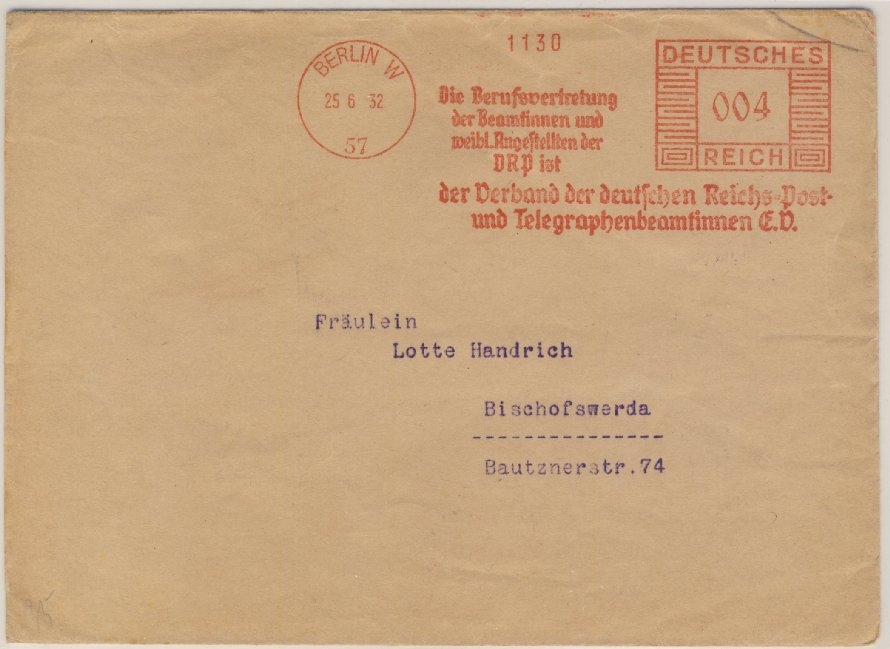 BERLIN W
25 6 32
57
1130
Die Berufsvertretung
der Beamtinnen und
weibl. Angestellten der
DRP ist
der Verband der deutschen Reichs-Post-
und Telegraphenbeamtinnen E.V.
DEUTSCHES
004
REICH
Fräulein
Lotte Handrich
Bischofswerda
---------------
Bautznerstr.74